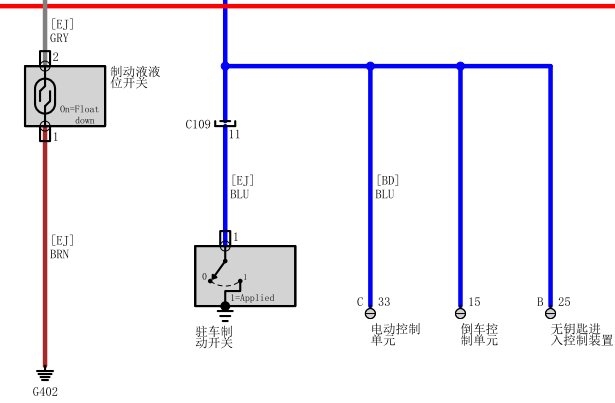 [EJ]
GRY
2
制动液液
位开关
On=Float
down
1
[EJ]
BRN
G402
C109
11
[EJ]
BLU
1
0
1
1=Applied
驻车制
动开关
[BD]
BLU
C 33
电动控制
单元
15
倒车控
制单元
B 25
无钥匙进
入控制装置